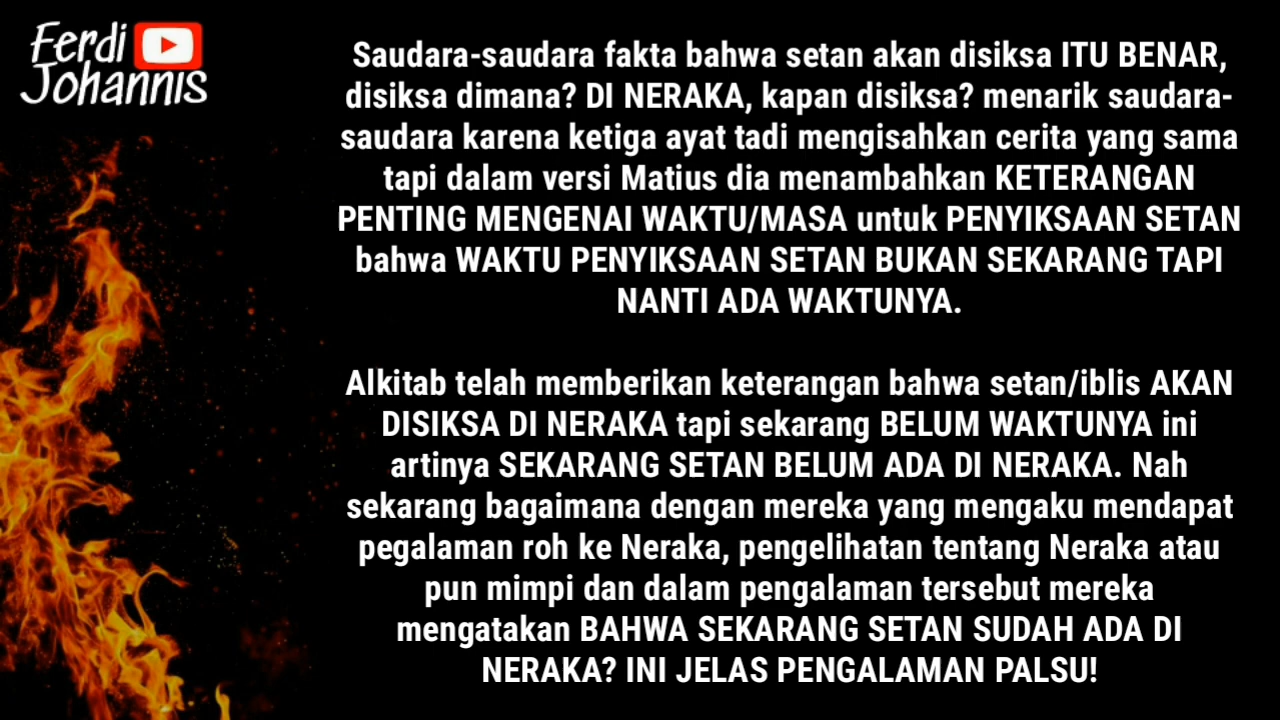 Ferdi
Johannis
Saudara-saudara fakta bahwa setan akan disiksa ITU BENAR,
disiksa dimana? DI NERAKA, kapan disiksa? menarik saudara-
saudara karena ketiga ayat tadi mengisahkan cerita yang sama
tapi dalam versi Matius dia menambahkan KETERANGAN
PENTING MENGENAI WAKTU/MASA untuk PENYIKSAAN SETAN
bahwa WAKTU PENYIKSAAN SETAN BUKAN SEKARANG TAPI
NANTI ADA WAKTUNYA.
Alkitab telah memberikan keterangan bahwa setan/iblis AKAN
DISIKSA DI NERAKA tapi sekarang BELUM WAKTUNYA ini
artinya SEKARANG SETAN BELUM ADA DI NERAKA. Nah
sekarang bagaimana dengan mereka yang mengaku mendapat
pegalaman roh ke Neraka, pengelihatan tentang Neraka atau
pun mimpi dan dalam pengalaman tersebut mereka
mengatakan BAHWA SEKARANG SETAN SUDAH ADA DI
NERAKA? INI JELAS PENGALAMAN PALSU!